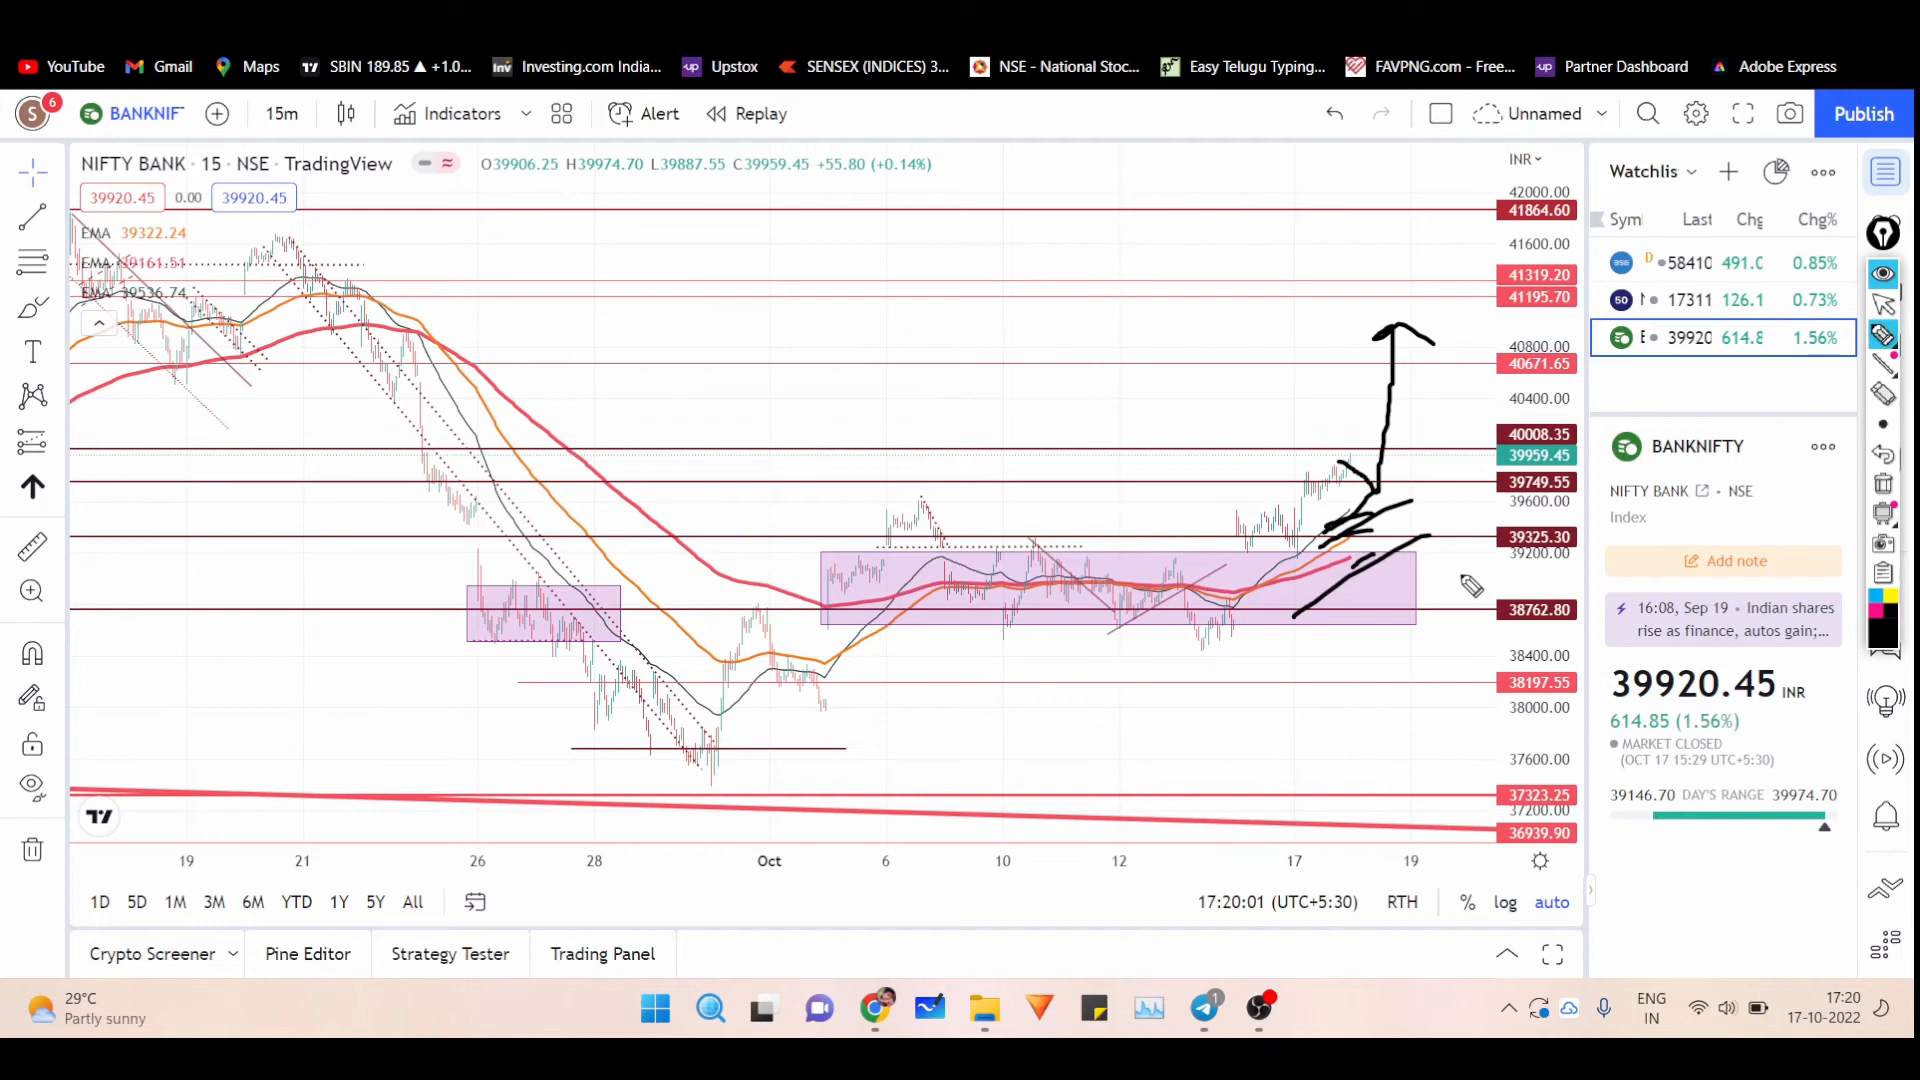 YouTube Gmail Maps SBIN 189.85 ▲ +1.0... Investing.com India... Upstox SENSEX (INDICES) 3... NSE - National Stoc... Easy Telugu Typing... FAVPNG.com - Free... Partner Dashboard Adobe Express
S 6 BANKNIF 15m Indicators Alert Replay Unnamed Publish
NIFTY BANK · 15 · NSE · TradingView O39906.25 H39974.70 L39887.55 C39959.45 +55.80 (+0.14%)
39920.45 0.00 39920.45
EMA 39322.24
EMA 39161.51
EMA 39536.74
INR
42000.00
41864.60
41600.00
41319.20
41195.70
40800.00
40671.65
40400.00
40008.35
39959.45
39749.55
39600.00
39325.30
39200.00
38762.80
38400.00
38197.55
38000.00
37600.00
37323.25
37200.00
36939.90
19 21 26 28 Oct 6 10 12 17 19
1D 5D 1M 3M 6M YTD 1Y 5Y All 17:20:01 (UTC+5:30) RTH % log auto
Crypto Screener Pine Editor Strategy Tester Trading Panel
Watchlis
Sym Last Chg Chg%
D 58410 491.0 0.85%
50 17311 126.1 0.73%
39920 614.8 1.56%
BANKNIFTY
NIFTY BANK · NSE
Index
Add note
16:08, Sep 19 · Indian shares
rise as finance, autos gain;...
39920.45 INR
614.85 (1.56%)
MARKET CLOSED
(OCT 17 15:29 UTC+5:30)
39146.70 DAY'S RANGE 39974.70
29°C
Partly sunny
1
ENG
IN
17:20
17-10-2022